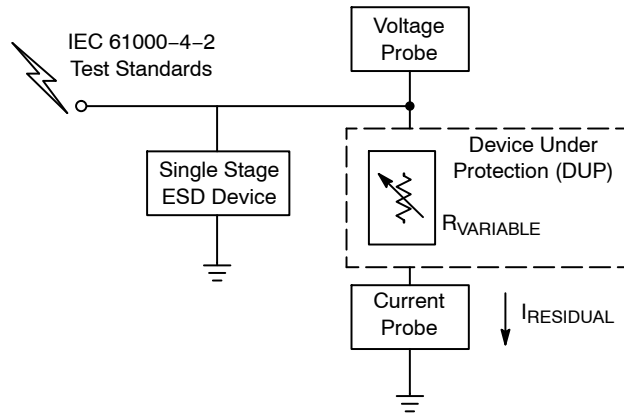 IEC 61000−4−2
Test Standards
Voltage
Probe
Single Stage
ESD Device
Device Under
Protection (DUP)
RVARIABLE
Current
Probe
IRESIDUAL